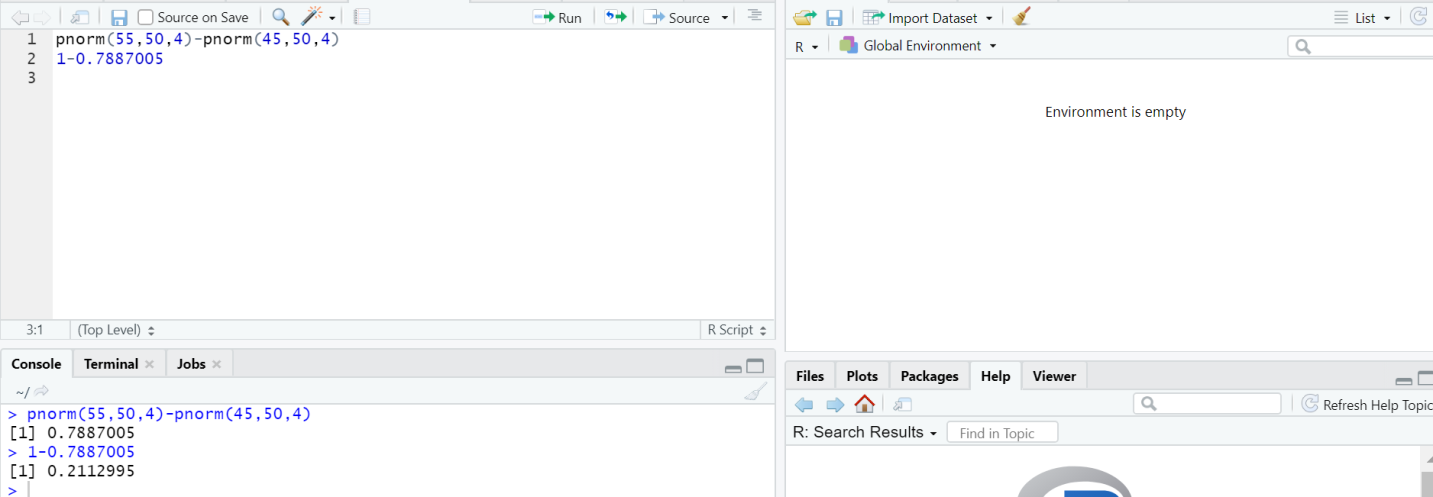 Source on Save
Run
Source
1 pnorm(55,50,4)-pnorm(45,50,4)
2 1-0.7887005
3
3:1 (Top Level) R Script
Console Terminal Jobs
~/
> pnorm(55,50,4)-pnorm(45,50,4)
[1] 0.7887005
> 1-0.7887005
[1] 0.2112995
>
Import Dataset List
R Global Environment
Environment is empty
Files Plots Packages Help Viewer
Refresh Help Topic
R: Search Results Find in Topic